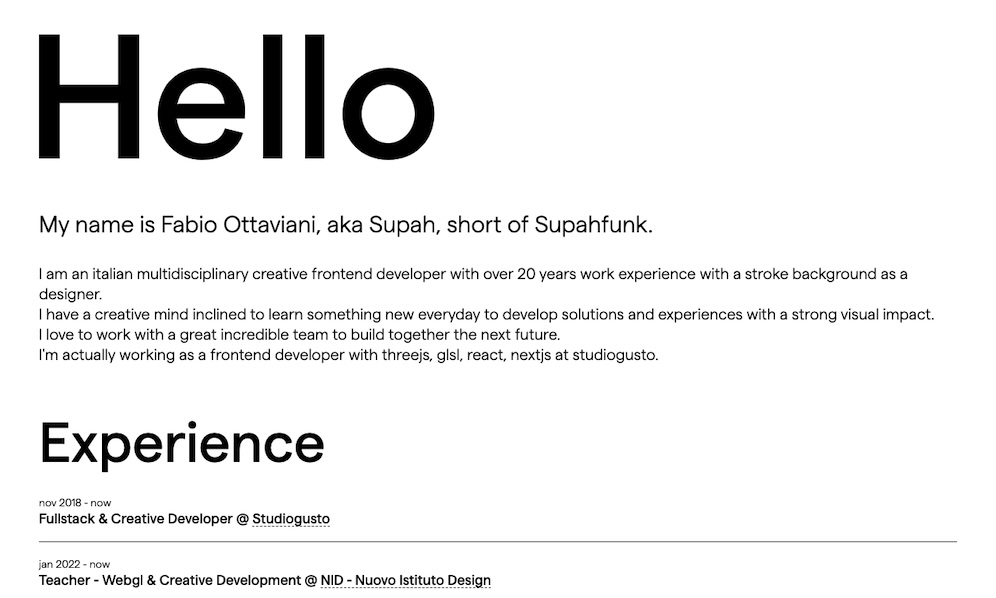 Hello
My name is Fabio Ottaviani, aka Supah, short of Supahfunk.
I am an italian multidisciplinary creative frontend developer with over 20 years work experience with a stroke background as a
designer.
I have a creative mind inclined to learn something new everyday to develop solutions and experiences with a strong visual impact.
I love to work with a great incredible team to build together the next future.
I'm actually working as a frontend developer with threejs, glsl, react, nextjs at studiogusto.
Experience
nov 2018 - now
Fullstack & Creative Developer @ Studiogusto
jan 2022 - now
Teacher - Webgl & Creative Development @ NID - Nuovo Istituto Design